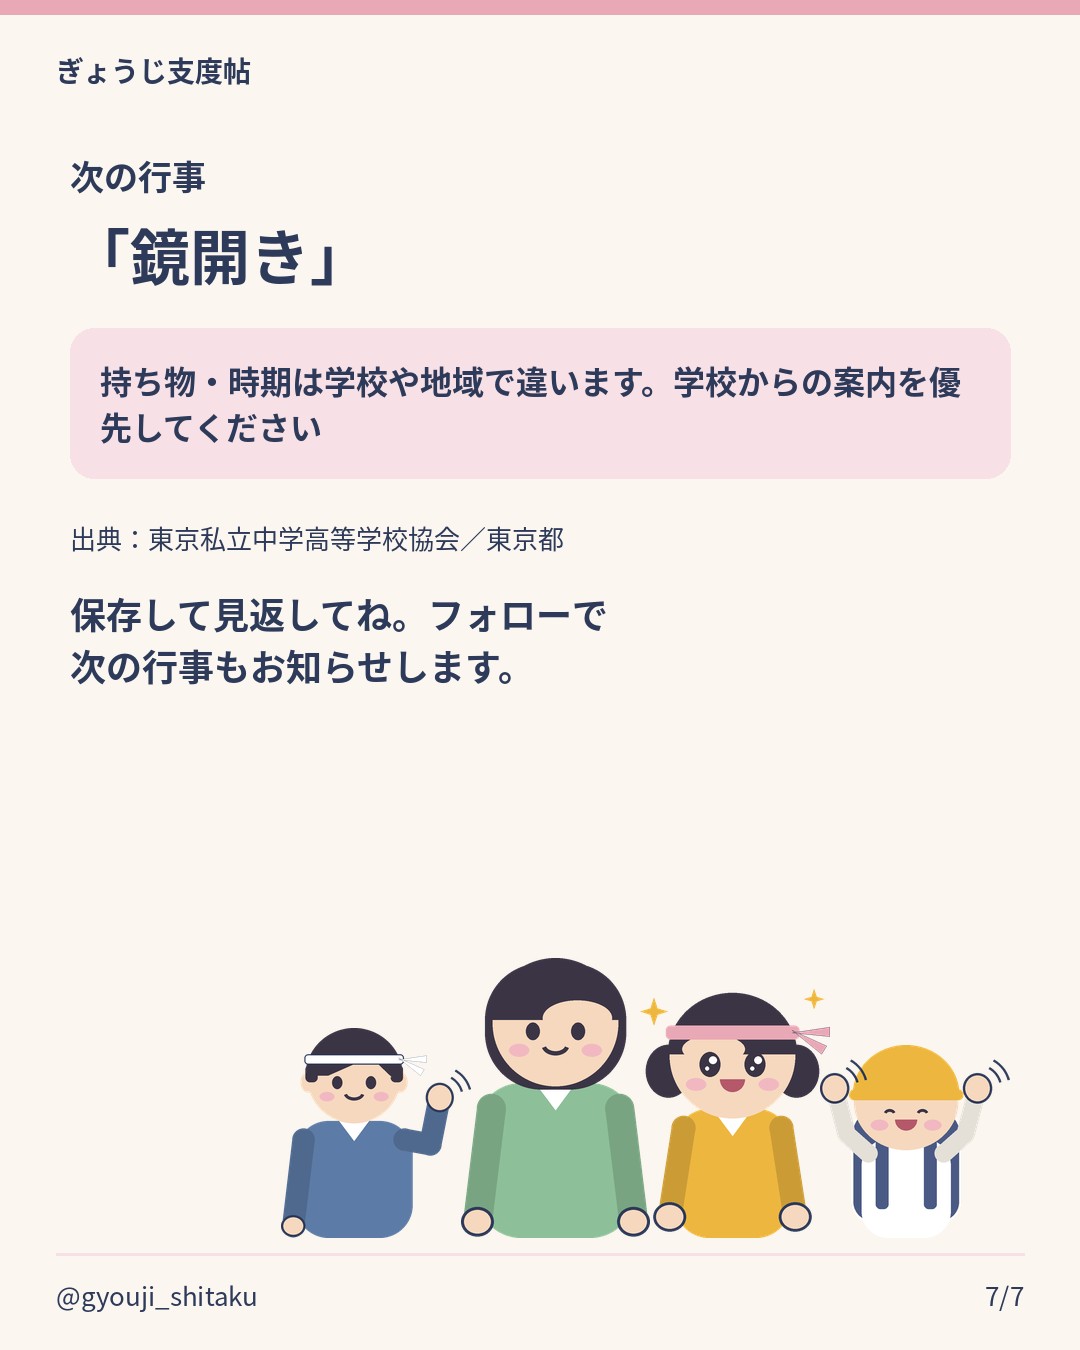 ぎょうじ支度帖
次の行事
「鏡開き」
持ち物・時期は学校や地域で違います。学校からの案内を優
先してください
出典：東京私立中学高等学校協会／東京都
保存して見返してね。フォローで
次の行事もお知らせします。
@gyouji_shitaku
7/7